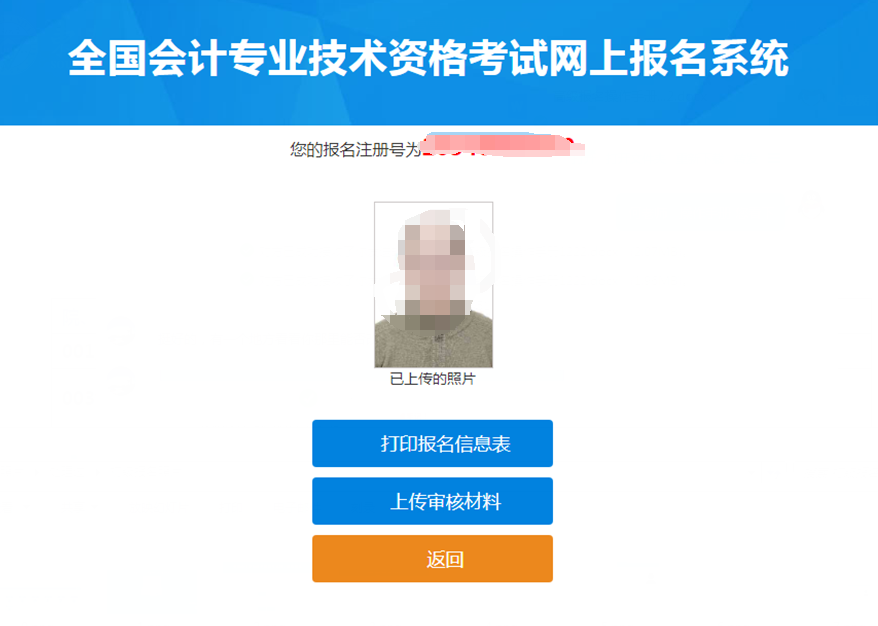 全国会计专业技术资格考试网上报名系统
您的报名注册号为
已上传的照片
打印报名信息表
上传审核材料
返回